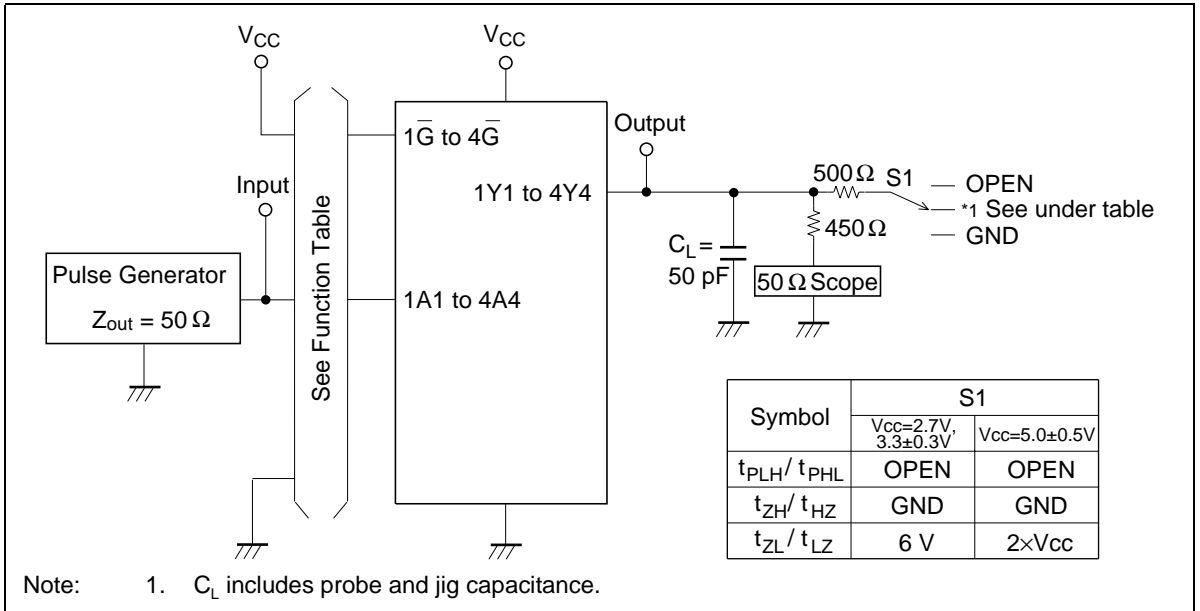 VCC
VCC
Output
1G̅ to 4G̅
Input
1Y1 to 4Y4
500 Ω
S1
OPEN
*1 See under table
GND
450 Ω
CL =
50 pF
50 Ω Scope
Pulse Generator
Zout = 50 Ω
See Function Table
1A1 to 4A4
Symbol
S1
Vcc=2.7V,
3.3±0.3V
Vcc=5.0±0.5V
tPLH / tPHL OPEN OPEN
tZH / tHZ GND GND
tZL / tLZ 6 V 2×Vcc
Note: 1. CL includes probe and jig capacitance.